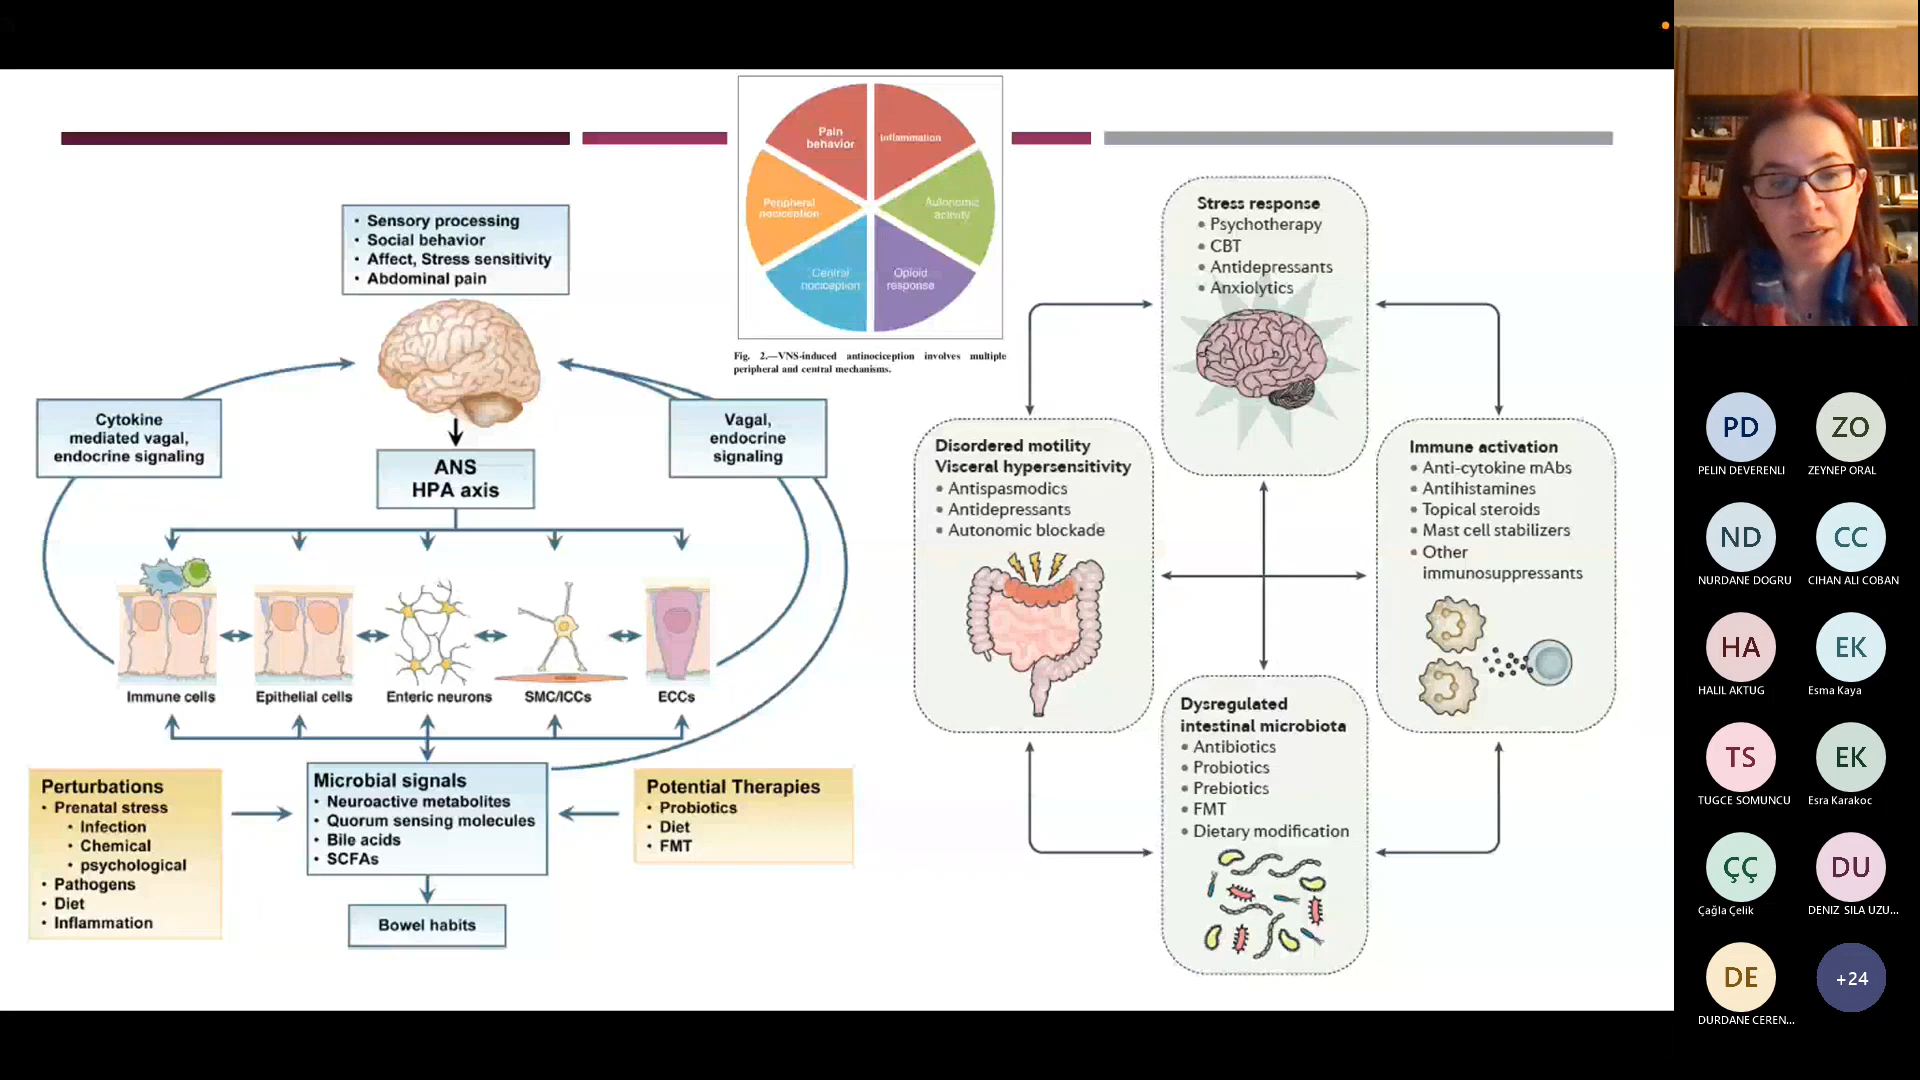 Pain
behavior
Inflammation
Peripheral
nociception
Autonomic
activity
Central
nociception
Opioid
response
Fig. 2.—VNS-induced antinociception involves multiple
peripheral and central mechanisms.
• Sensory processing
• Social behavior
• Affect, Stress sensitivity
• Abdominal pain
Cytokine
mediated vagal,
endocrine signaling
Vagal,
endocrine
signaling
ANS
HPA axis
Immune cells
Epithelial cells
Enteric neurons
SMC/ICCs
ECCs
Perturbations
• Prenatal stress
• Infection
• Chemical
• psychological
• Pathogens
• Diet
• Inflammation
Microbial signals
• Neuroactive metabolites
• Quorum sensing molecules
• Bile acids
• SCFAs
Potential Therapies
• Probiotics
• Diet
• FMT
Bowel habits
Stress response
• Psychotherapy
• CBT
• Antidepressants
• Anxiolytics
Disordered motility
Visceral hypersensitivity
• Antispasmodics
• Antidepressants
• Autonomic blockade
Immune activation
• Anti-cytokine mAbs
• Antihistamines
• Topical steroids
• Mast cell stabilizers
• Other
immunosuppressants
Dysregulated
intestinal microbiota
• Antibiotics
• Probiotics
• Prebiotics
• FMT
• Dietary modification
PD
PELIN DEVERENLI
ZO
ZEYNEP ORAL
ND
NURDANE DOGRU
CC
CIHAN ALI COBAN
HA
HALIL AKTUG
EK
Esma Kaya
TS
TUGCE SOMUNCU
EK
Esra Karakoc
ÇÇ
Çağla Çelik
DU
DENIZ SILA UZU...
DE
DURDANE CEREN...
+24